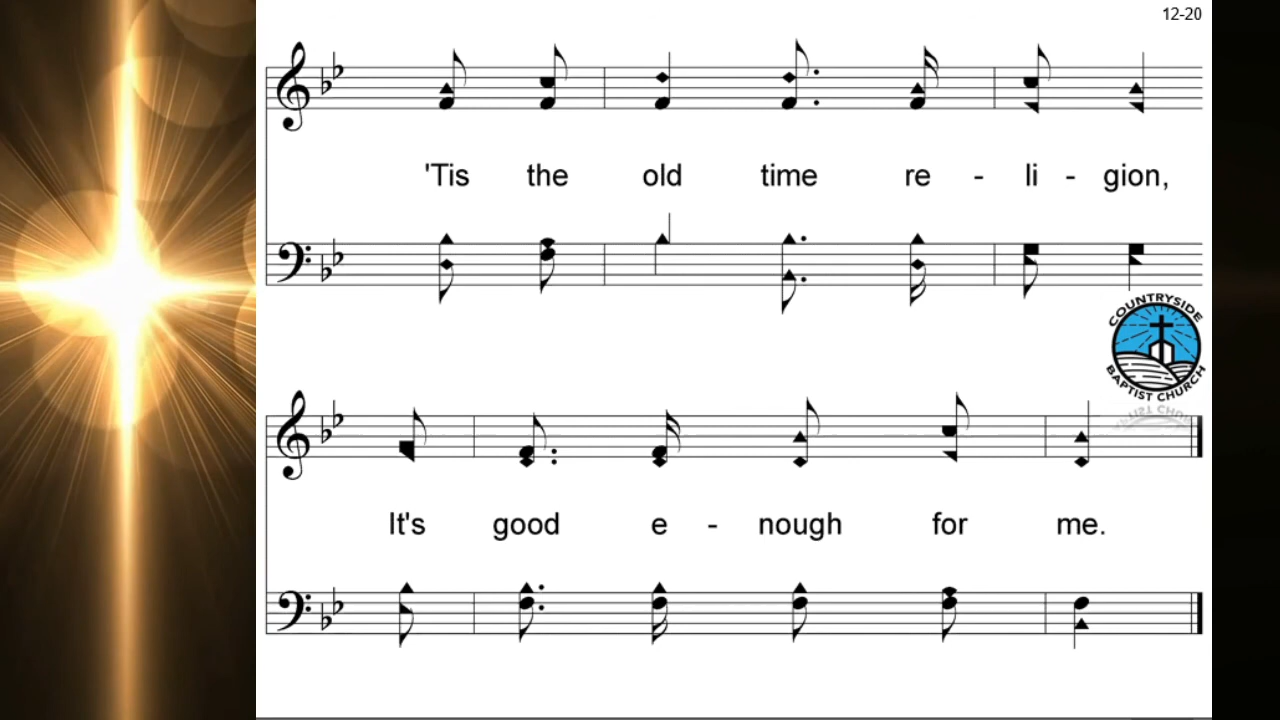 12-20
'Tis the old time re - li - gion,
COUNTRYSIDE
BAPTIST CHURCH
It's good e - nough for me.